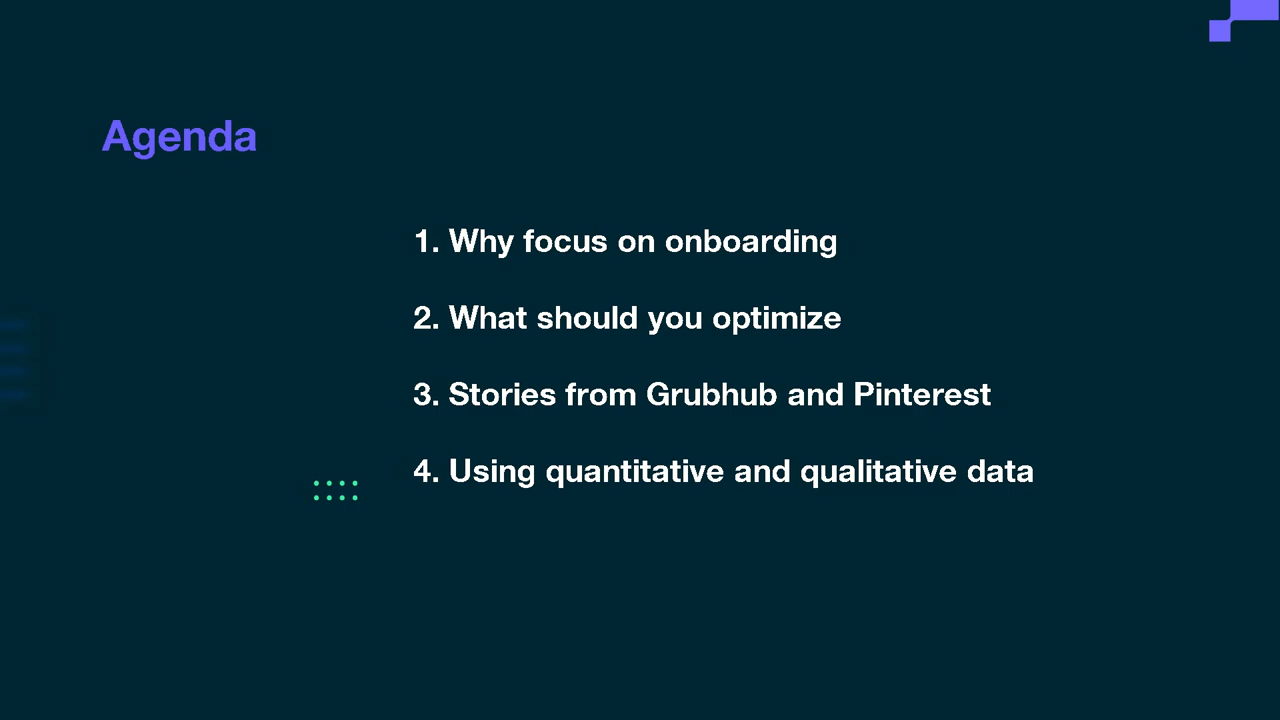 Agenda
1. Why focus on onboarding
2. What should you optimize
3. Stories from Grubhub and Pinterest
4. Using quantitative and qualitative data